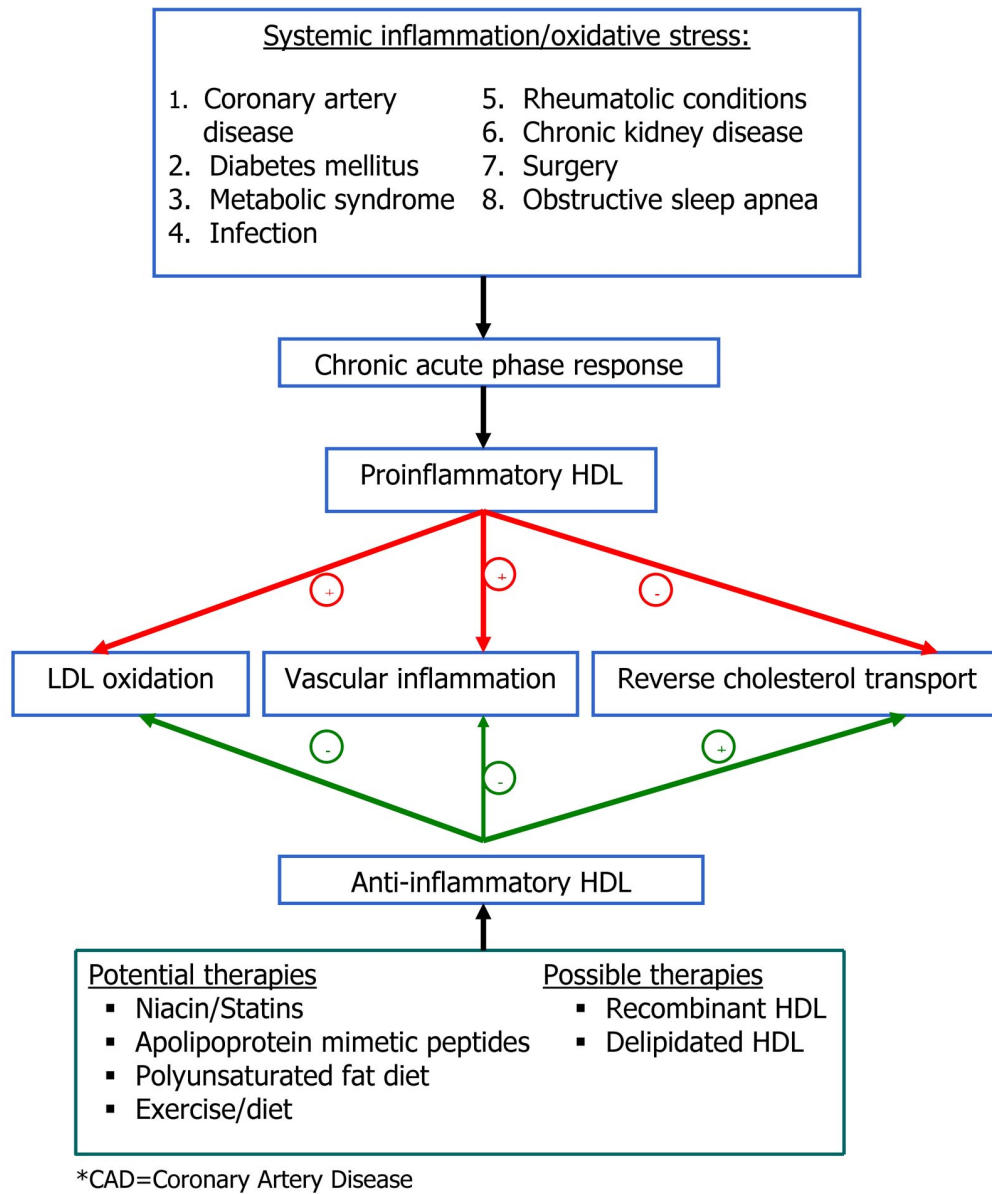 Systemic inflammation/oxidative stress:
1. Coronary artery
disease
2. Diabetes mellitus
3. Metabolic syndrome
4. Infection
5. Rheumatolic conditions
6. Chronic kidney disease
7. Surgery
8. Obstructive sleep apnea
Chronic acute phase response
Proinflammatory HDL
+
+
-
LDL oxidation
Vascular inflammation
Reverse cholesterol transport
-
-
+
Anti-inflammatory HDL
Potential therapies
▪ Niacin/Statins
▪ Apolipoprotein mimetic peptides
▪ Polyunsaturated fat diet
▪ Exercise/diet
Possible therapies
▪ Recombinant HDL
▪ Delipidated HDL
*CAD=Coronary Artery Disease